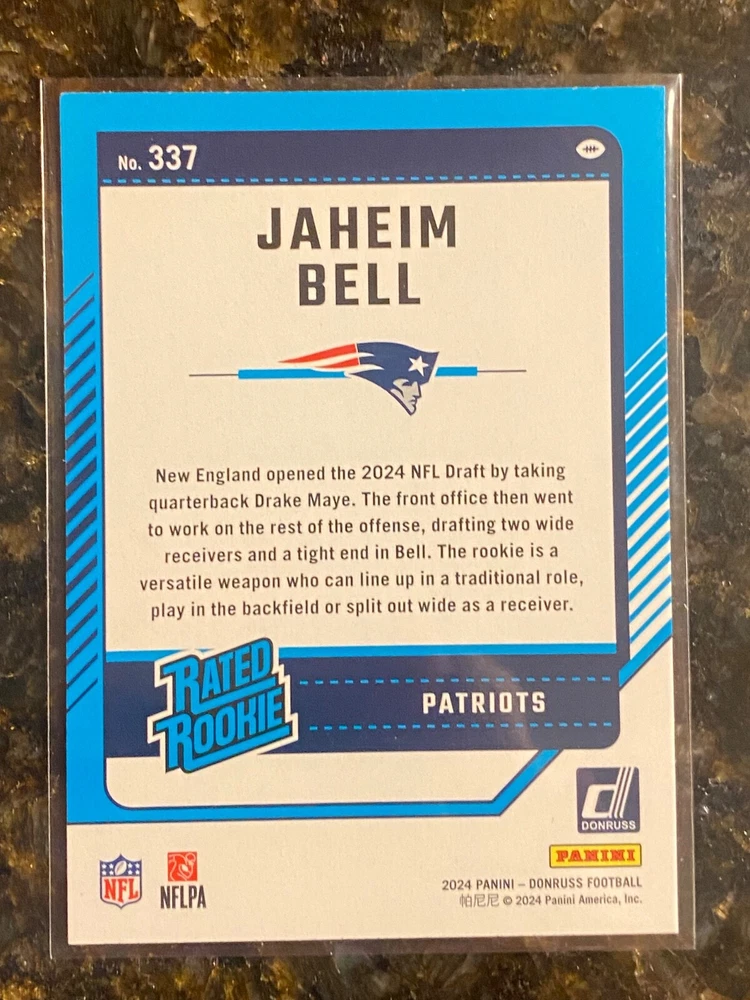 No. 337
JAHEIM
BELL
New England opened the 2024 NFL Draft by taking
quarterback Drake Maye. The front office then went
to work on the rest of the offense, drafting two wide
receivers and a tight end in Bell. The rookie is a
versatile weapon who can line up in a traditional role,
play in the backfield or split out wide as a receiver.
RATED
ROOKIE
PATRIOTS
d
DONRUSS
PANINI
NFL
NFLPA
2024 PANINI – DONRUSS FOOTBALL
帕尼尼 © 2024 Panini America, Inc.